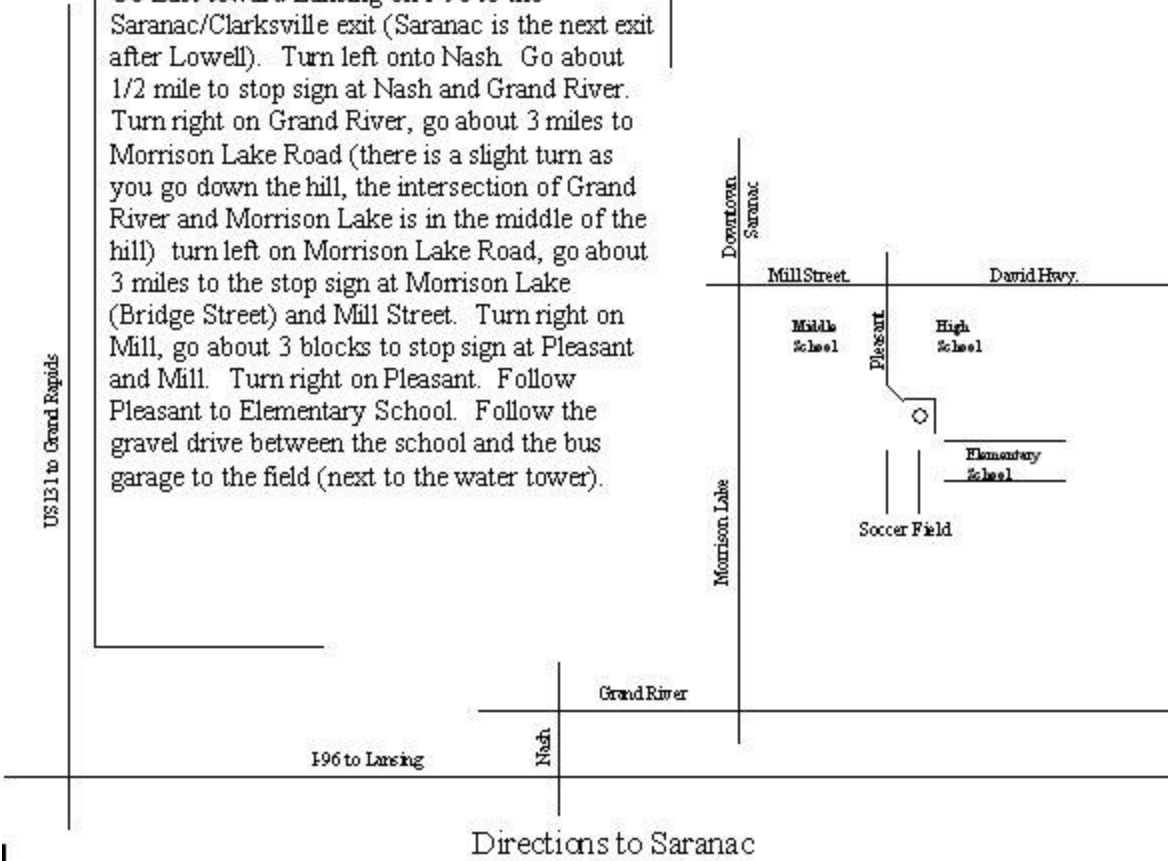 Go East toward Lansing on I-96 to the
Saranac/Clarksville exit (Saranac is the next exit
after Lowell). Turn left onto Nash. Go about
1/2 mile to stop sign at Nash and Grand River.
Turn right on Grand River, go about 3 miles to
Morrison Lake Road (there is a slight turn as
you go down the hill, the intersection of Grand
River and Morrison Lake is in the middle of the
hill) turn left on Morrison Lake Road, go about
3 miles to the stop sign at Morrison Lake
(Bridge Street) and Mill Street. Turn right on
Mill, go about 3 blocks to stop sign at Pleasant
and Mill. Turn right on Pleasant. Follow
Pleasant to Elementary School. Follow the
gravel drive between the school and the bus
garage to the field (next to the water tower).
US131 to Grand Rapids
Downtown
Saranac
Mill Street.
David Hwy.
Middle
School
Pleasant
High
School
Elementary
School
Soccer Field
Morrison Lake
Grand River
Nash
I-96 to Lansing
Directions to Saranac